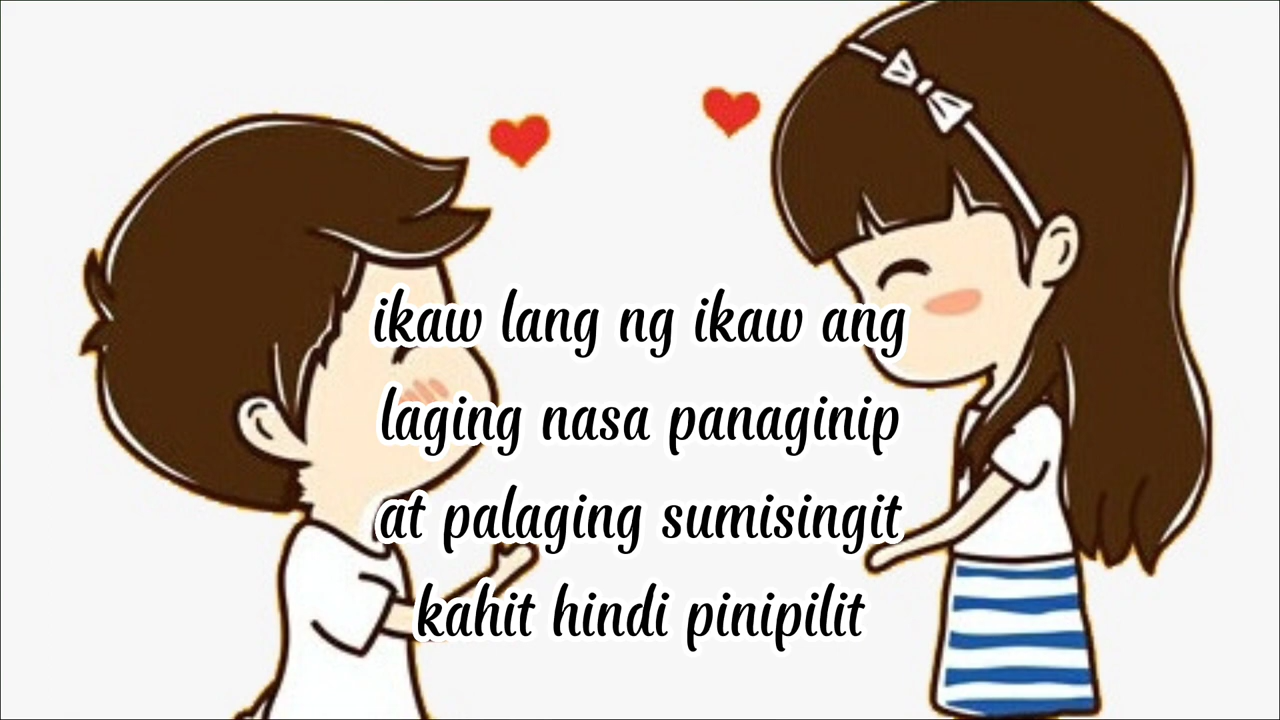 ikaw lang ng ikaw ang
laging nasa panaginip
at palaging sumisingit
kahit hindi pinipilit